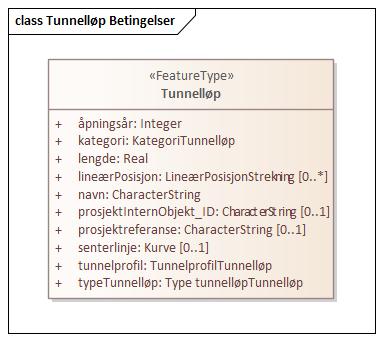 class Tunnelløp Betingelser
«FeatureType»
Tunnelløp
+ åpningsår: Integer
+ kategori: KategoriTunnelløp
+ lengde: Real
+ lineærPosisjon: LineærPosisjonStrekning [0..*]
+ navn: CharacterString
+ prosjektInternObjekt_ID: CharacterString [0..1]
+ prosjektreferanse: CharacterString [0..1]
+ senterlinje: Kurve [0..1]
+ tunnelprofil: TunnelprofilTunnelløp
+ typeTunnelløp: Type tunnelløpTunnelløp